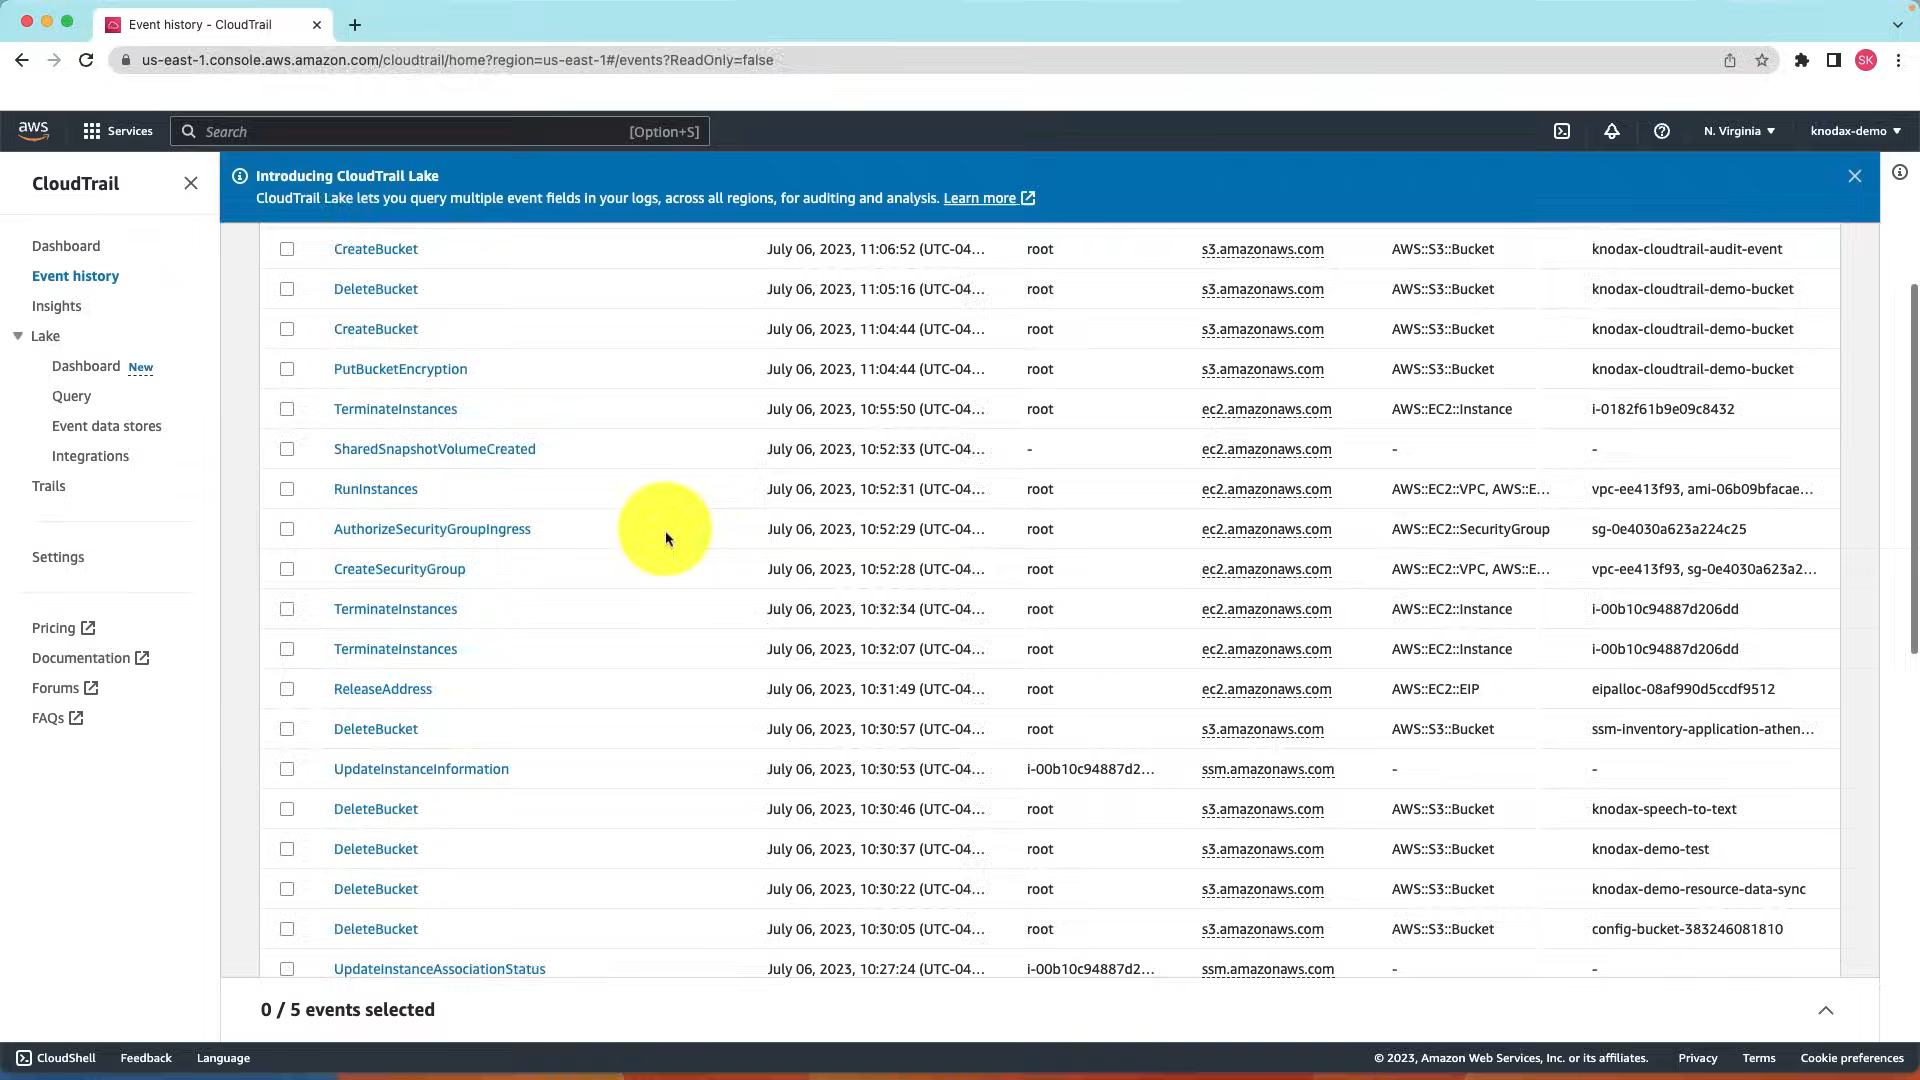 Event history - CloudTrail
us-east-1.console.aws.amazon.com/cloudtrail/home?region=us-east-1#/events?ReadOnly=false
SK
aws
Services
Search
[Option+S]
N. Virginia
knodax-demo
CloudTrail
Dashboard
Event history
Insights
Lake
Dashboard New
Query
Event data stores
Integrations
Trails
Settings
Pricing
Documentation
Forums
FAQs
Introducing CloudTrail Lake
CloudTrail Lake lets you query multiple event fields in your logs, across all regions, for auditing and analysis. Learn more
CreateBucket July 06, 2023, 11:06:52 (UTC-04... root s3.amazonaws.com AWS::S3::Bucket knodax-cloudtrail-audit-event
DeleteBucket July 06, 2023, 11:05:16 (UTC-04... root s3.amazonaws.com AWS::S3::Bucket knodax-cloudtrail-demo-bucket
CreateBucket July 06, 2023, 11:04:44 (UTC-04... root s3.amazonaws.com AWS::S3::Bucket knodax-cloudtrail-demo-bucket
PutBucketEncryption July 06, 2023, 11:04:44 (UTC-04... root s3.amazonaws.com AWS::S3::Bucket knodax-cloudtrail-demo-bucket
TerminateInstances July 06, 2023, 10:55:50 (UTC-04... root ec2.amazonaws.com AWS::EC2::Instance i-0182f61b9e09c8432
SharedSnapshotVolumeCreated July 06, 2023, 10:52:33 (UTC-04... - ec2.amazonaws.com - -
RunInstances July 06, 2023, 10:52:31 (UTC-04... root ec2.amazonaws.com AWS::EC2::VPC, AWS::E... vpc-ee413f93, ami-06b09bfacae...
AuthorizeSecurityGroupIngress July 06, 2023, 10:52:29 (UTC-04... root ec2.amazonaws.com AWS::EC2::SecurityGroup sg-0e4030a623a224c25
CreateSecurityGroup July 06, 2023, 10:52:28 (UTC-04... root ec2.amazonaws.com AWS::EC2::VPC, AWS::E... vpc-ee413f93, sg-0e4030a623a2...
TerminateInstances July 06, 2023, 10:32:34 (UTC-04... root ec2.amazonaws.com AWS::EC2::Instance i-00b10c94887d206dd
TerminateInstances July 06, 2023, 10:32:07 (UTC-04... root ec2.amazonaws.com AWS::EC2::Instance i-00b10c94887d206dd
ReleaseAddress July 06, 2023, 10:31:49 (UTC-04... root ec2.amazonaws.com AWS::EC2::EIP eipalloc-08af990d5ccdf9512
DeleteBucket July 06, 2023, 10:30:57 (UTC-04... root s3.amazonaws.com AWS::S3::Bucket ssm-inventory-application-athen...
UpdateInstanceInformation July 06, 2023, 10:30:53 (UTC-04... i-00b10c94887d2... ssm.amazonaws.com - -
DeleteBucket July 06, 2023, 10:30:46 (UTC-04... root s3.amazonaws.com AWS::S3::Bucket knodax-speech-to-text
DeleteBucket July 06, 2023, 10:30:37 (UTC-04... root s3.amazonaws.com AWS::S3::Bucket knodax-demo-test
DeleteBucket July 06, 2023, 10:30:22 (UTC-04... root s3.amazonaws.com AWS::S3::Bucket knodax-demo-resource-data-sync
DeleteBucket July 06, 2023, 10:30:05 (UTC-04... root s3.amazonaws.com AWS::S3::Bucket config-bucket-383246081810
UpdateInstanceAssociationStatus July 06, 2023, 10:27:24 (UTC-04... i-00b10c94887d2... ssm.amazonaws.com - -
0 / 5 events selected
CloudShell
Feedback
Language
© 2023, Amazon Web Services, Inc. or its affiliates.
Privacy
Terms
Cookie preferences